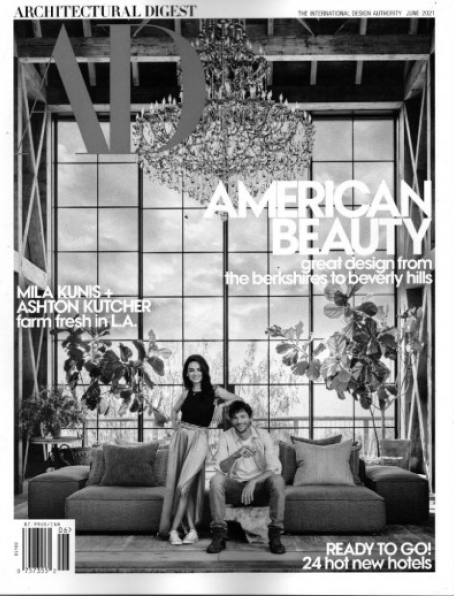 ARCHITECTURAL DIGEST
THE INTERNATIONAL DESIGN AUTHORITY JUNE 2021
AD
AMERICAN
BEAUTY
great design from
the berkshires to beverly hills
MILA KUNIS +
ASHTON KUTCHER
farm fresh in L.A.
READY TO GO!
24 hot new hotels
06>